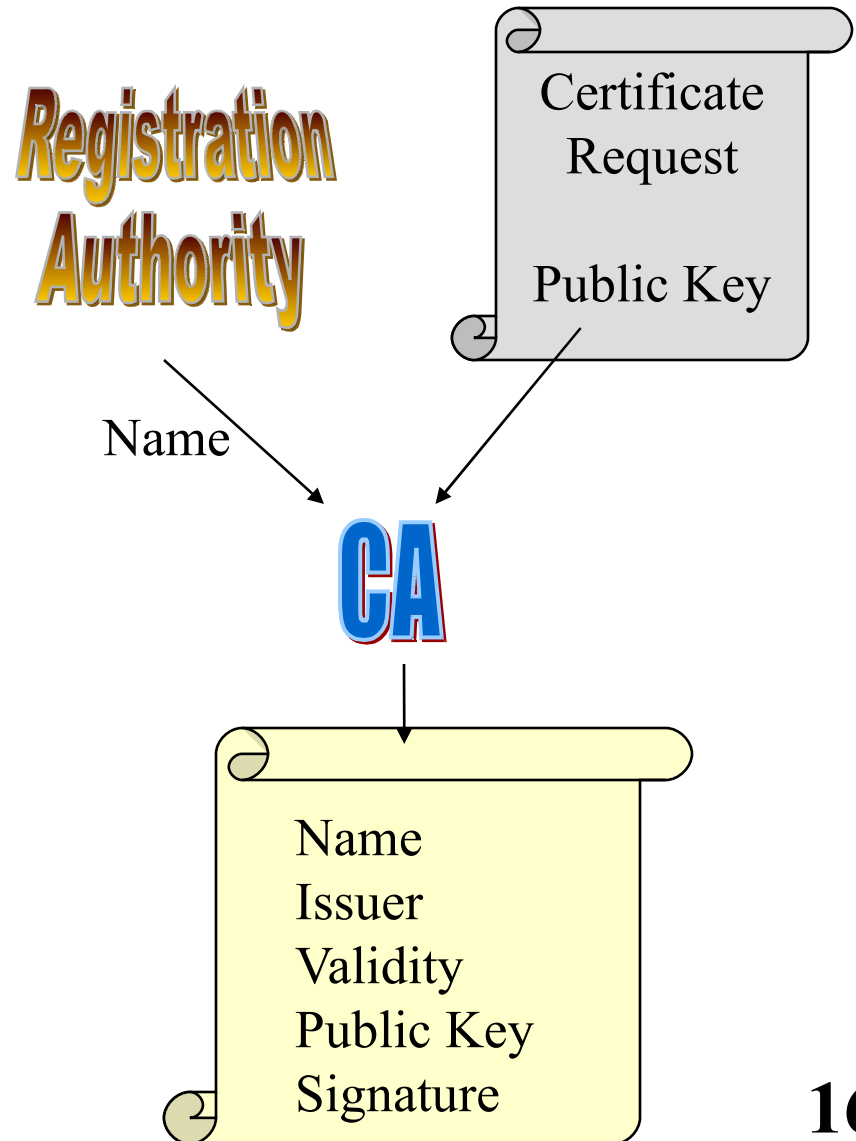 Registration
Authority
Certificate
Request
Public Key
Name
CA
Name
Issuer
Validity
Public Key
Signature